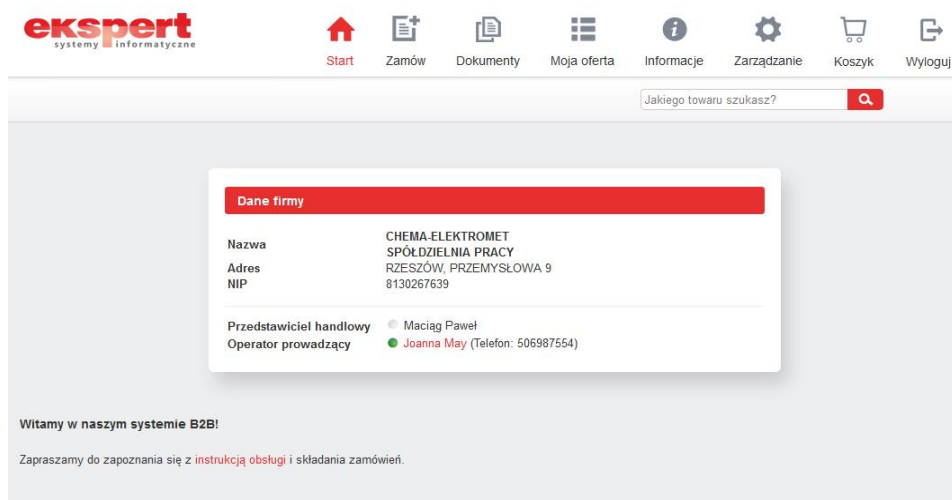 ekspert
systemy informatyczne
Start Zamów Dokumenty Moja oferta Informacje Zarządzanie Koszyk Wyloguj
Jakiego towaru szukasz?
Dane firmy
Nazwa CHEMA-ELEKTROMET
SPÓŁDZIELNIA PRACY
Adres RZESZÓW, PRZEMYSŁOWA 9
NIP 8130267639
Przedstawiciel handlowy Maciąg Paweł
Operator prowadzący Joanna May (Telefon: 506987554)
Witamy w naszym systemie B2B!
Zapraszamy do zapoznania się z instrukcją obsługi i składania zamówień.